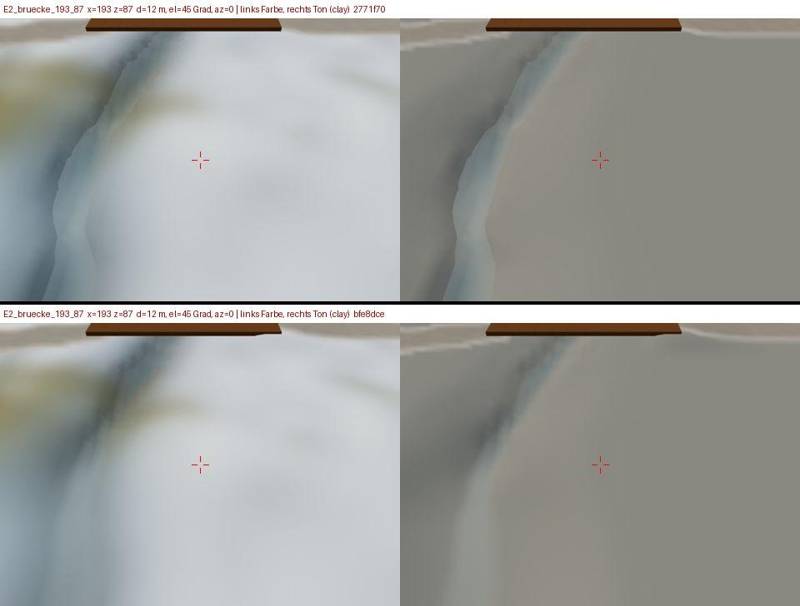 E2_bruecke_193_87 x=193 z=87 d=12 m, el=45 Grad, az=0 | links Farbe, rechts Ton (clay) 2771f70
E2_bruecke_193_87 x=193 z=87 d=12 m, el=45 Grad, az=0 | links Farbe, rechts Ton (clay) bfe8dce